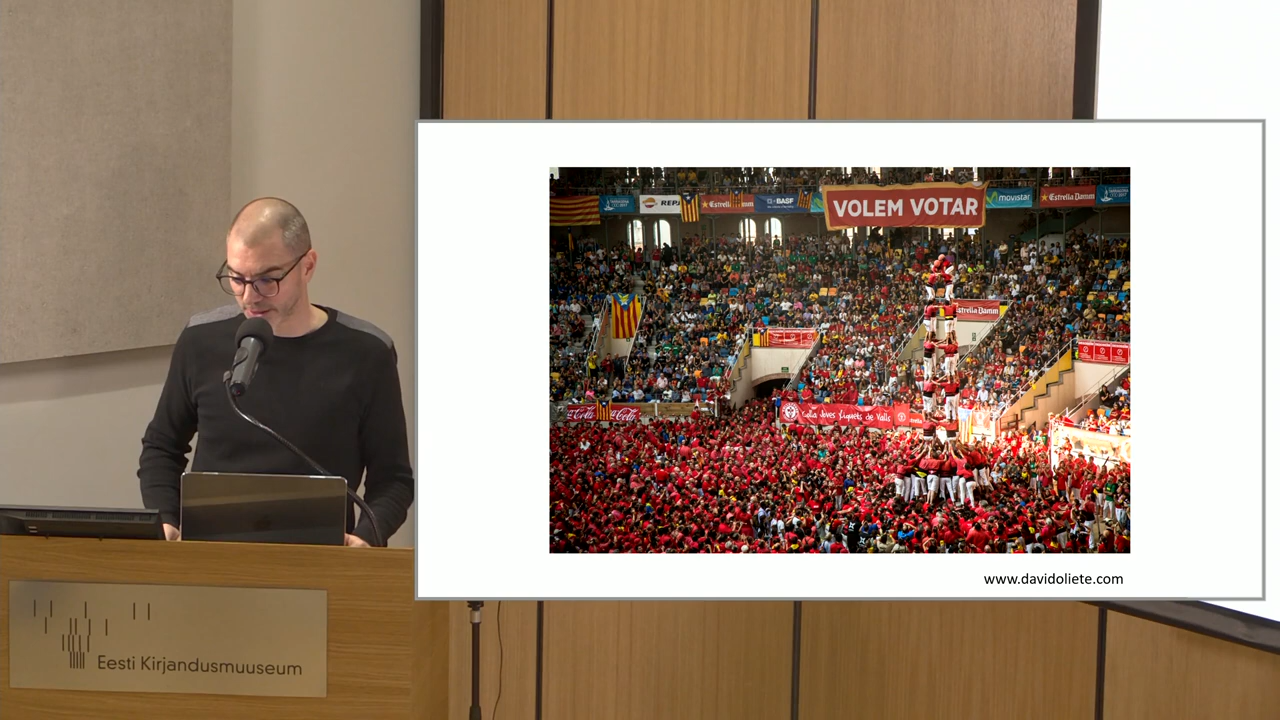 VOLEM VOTAR
REPS
Estrella Damm
BASF
movistar
Estrella Damm
Estrella Damm
Coca-Cola
Colla Joves Xiquets de Valls
www.davidoliete.com
Eesti Kirjandusmuuseum